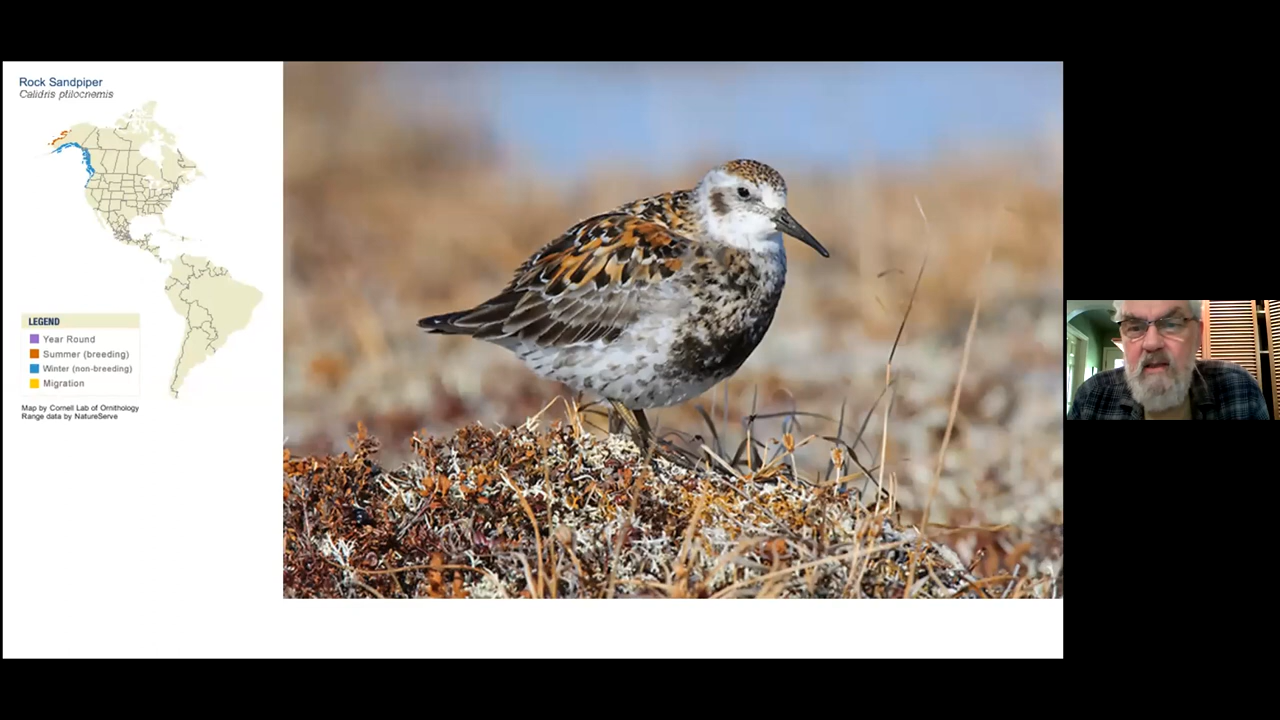 Rock Sandpiper
Calidris ptilocnemis
LEGEND
Year Round
Summer (breeding)
Winter (non-breeding)
Migration
Map by Cornell Lab of Ornithology
Range data by NatureServe